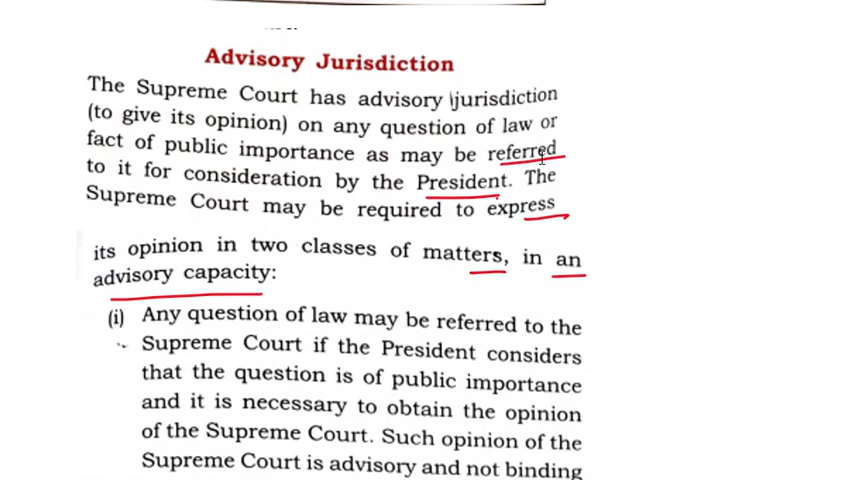 Advisory Jurisdiction
The Supreme Court has advisory jurisdiction
(to give its opinion) on any question of law or
fact of public importance as may be referred
to it for consideration by the President. The
Supreme Court may be required to express
its opinion in two classes of matters, in an
advisory capacity:
(i) Any question of law may be referred to the
Supreme Court if the President considers
that the question is of public importance
and it is necessary to obtain the opinion
of the Supreme Court. Such opinion of the
Supreme Court is advisory and not binding